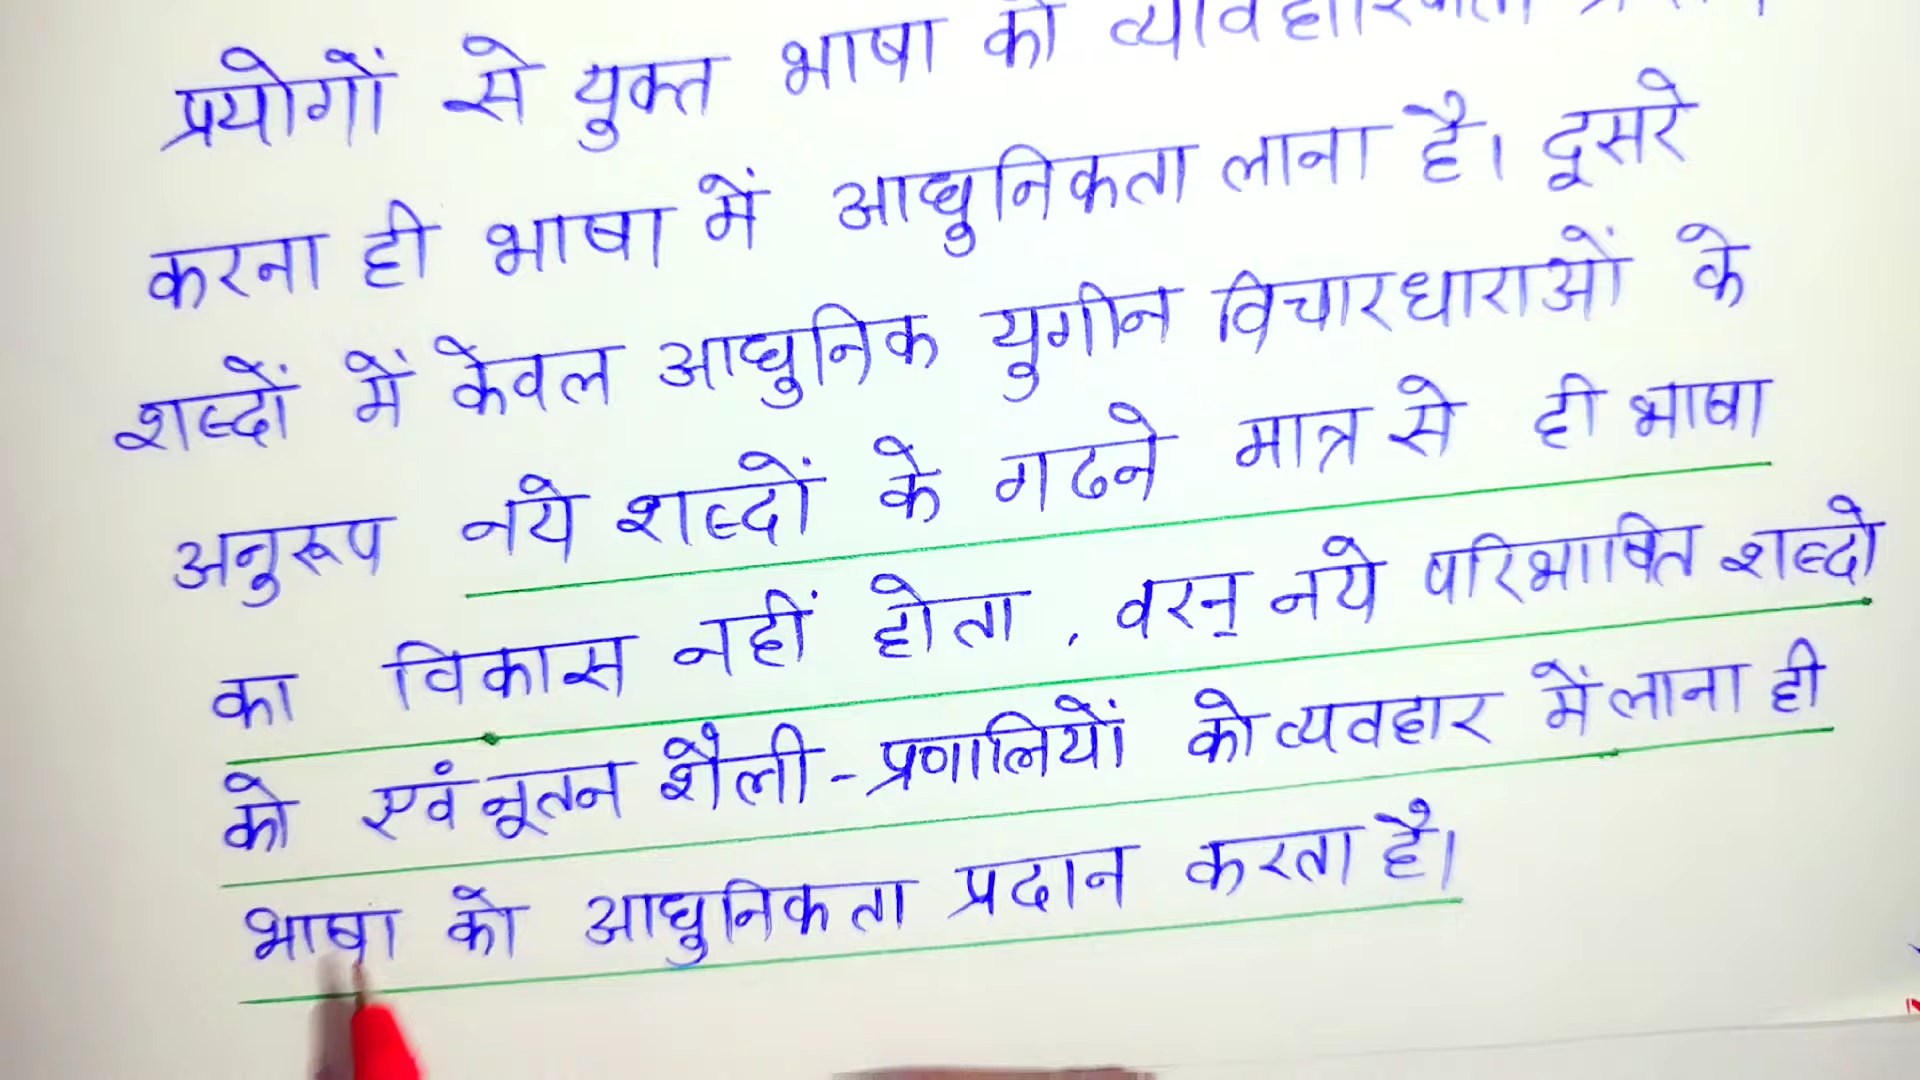 प्रयोगों से युक्त भाषा को
करना ही भाषा में आधुनिकता लाना है। दूसरे
शब्दों में केवल आधुनिक युगीन विचारधाराओं के
अनुरूप नये शब्दों के गढने मात्र से ही भाषा
का विकास नहीं होता, वरन् नये परिभाषित शब्दो
को एवं नूतन शैली-प्रणालियों को व्यवहार में लाना ही
भाषा को आधुनिकता प्रदान करता है।